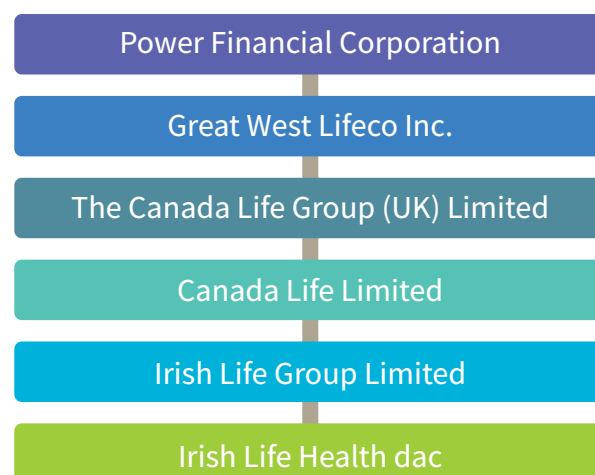 Power Financial Corporation
Great West Lifeco Inc.
The Canada Life Group (UK) Limited
Canada Life Limited
Irish Life Group Limited
Irish Life Health dac